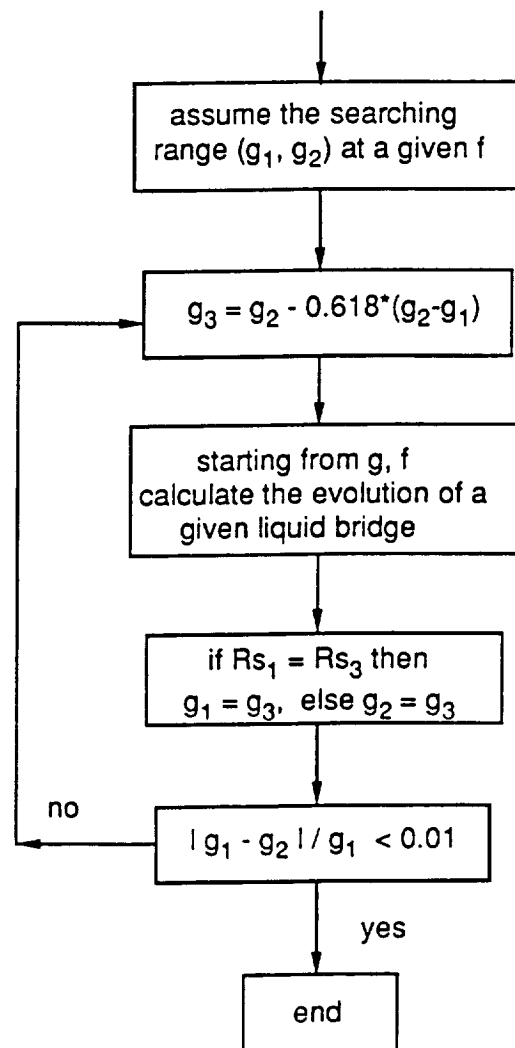 assume the searching
range (g₁, g₂) at a given f
g₃ = g₂ - 0.618*(g₂-g₁)
starting from g, f
calculate the evolution of a
given liquid bridge
if Rs₁ = Rs₃ then
g₁ = g₃, else g₂ = g₃
no
| g₁ - g₂ | / g₁ < 0.01
yes
end